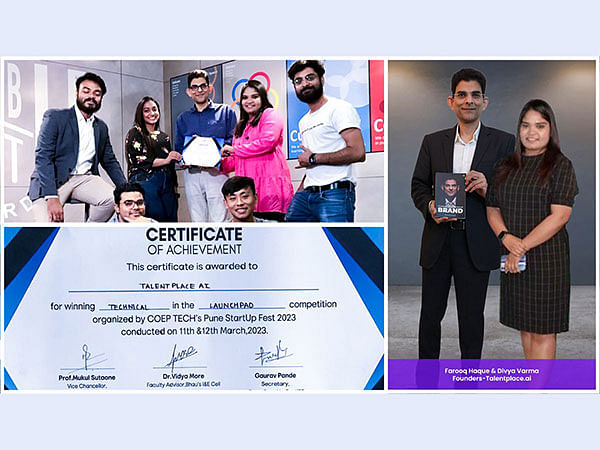 CERTIFICATE
OF ACHIEVEMENT
This certificate is awarded to
TALENTPLACE AI
for winning TECHNICAL in the LAUNCHPAD competition
organized by COEP TECH's Pune StartUp Fest 2023
conducted on 11th &12th March,2023.
Prof.Mukul Sutaone
Vice Chancellor,
Dr.Vidya More
Faculty Advisor,Bhau's I&E Cell
Gaurav Pande
Secretary,
BRAND
Farooq Haque & Divya Varma
Founders-Talentplace.ai